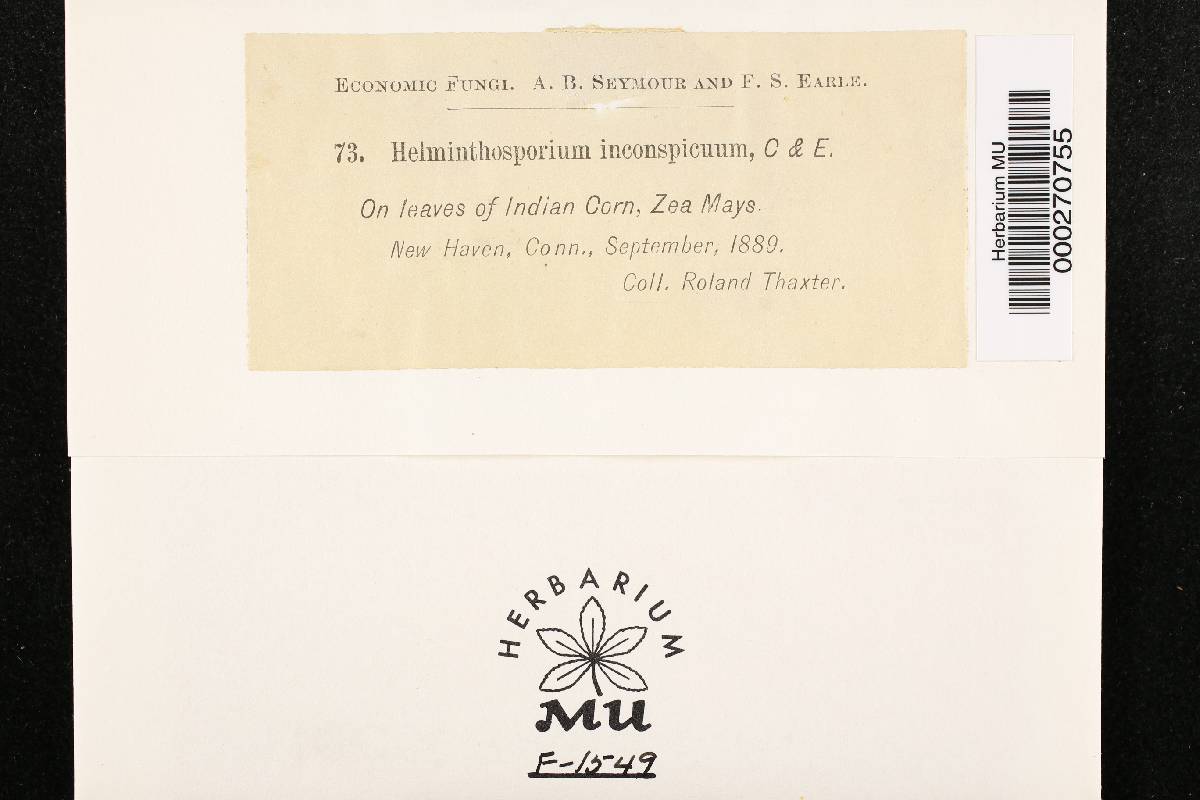 ECONOMIC FUNGI. A. B. SEYMOUR AND F. S. EARLE.
73. Helminthosporium inconspicuum, C & E.
On leaves of Indian Corn, Zea Mays.
New Haven, Conn., September, 1889.
Coll. Roland Thaxter.
Herbarium MU
000270755
HERBARIUM
MU
F-1549